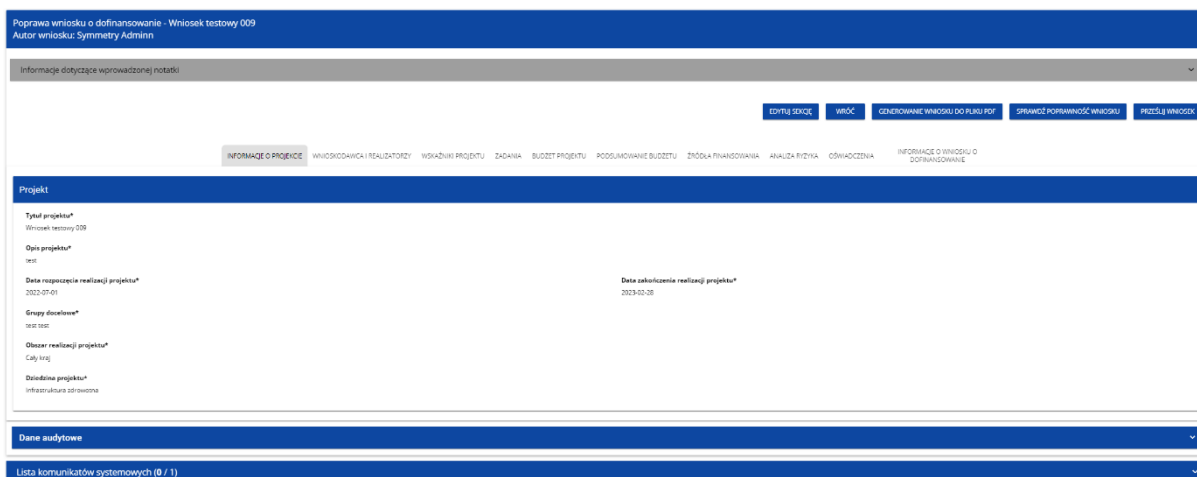 Poprawa wniosku o dofinansowanie - Wniosek testowy 009
Autor wniosku: Symmetry Adminn
Informacje dotyczące wprowadzonej notatki
EDYTUJ SEKCJĘ WRÓĆ GENEROWANIE WNIOSKU DO PLIKU PDF SPRAWDŹ POPRAWNOŚĆ WNIOSKU PRZEŚLIJ WNIOSEK
INFORMACJE O PROJEKCIE WNIOSKODAWCA I REALIZATORZY WSKAŹNIKI PROJEKTU ZADANIA BUDŻET PROJEKTU PODSUMOWANIE BUDŻETU ŹRÓDŁA FINANSOWANIA ANALIZA RYZYKA OŚWIADCZENIA INFORMACJE O WNIOSKU O
DOFINANSOWANIE
Projekt
Tytuł projektu*
Wniosek testowy 009
Opis projektu*
test
Data rozpoczęcia realizacji projektu* Data zakończenia realizacji projektu*
2022-07-01 2023-02-28
Grupy docelowe*
test test
Obszar realizacji projektu*
Cały kraj
Dziedzina projektu*
Infrastruktura zdrowotna
Dane audytowe
Lista komunikatów systemowych (0 / 1)